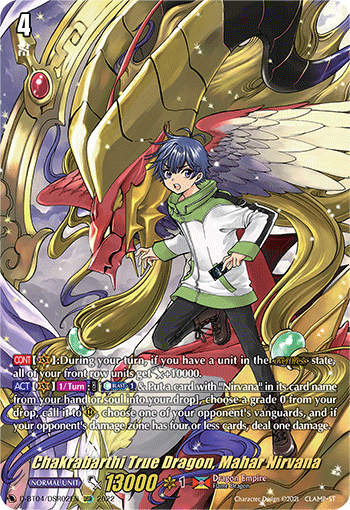 4
CONT【】:During your turn, if you have a unit in the overDress state,
all of your front row units get +10000.
ACT【】1/Turn:COST BLAST 1 & Put a card with "Nirvana" in its card name
from your hand or soul into your drop], choose a grade 0 from your
drop, call it to, choose one of your opponent's vanguards, and if
your opponent's damage zone has four or less cards, deal one damage.
Chakrabarthi True Dragon, Mahar Nirvana
NORMAL UNIT 13000 1 Dragon Empire
Flame Dragon
D-BT04/DSR02EN 2022 Character Design ©2021 CLAMP・ST